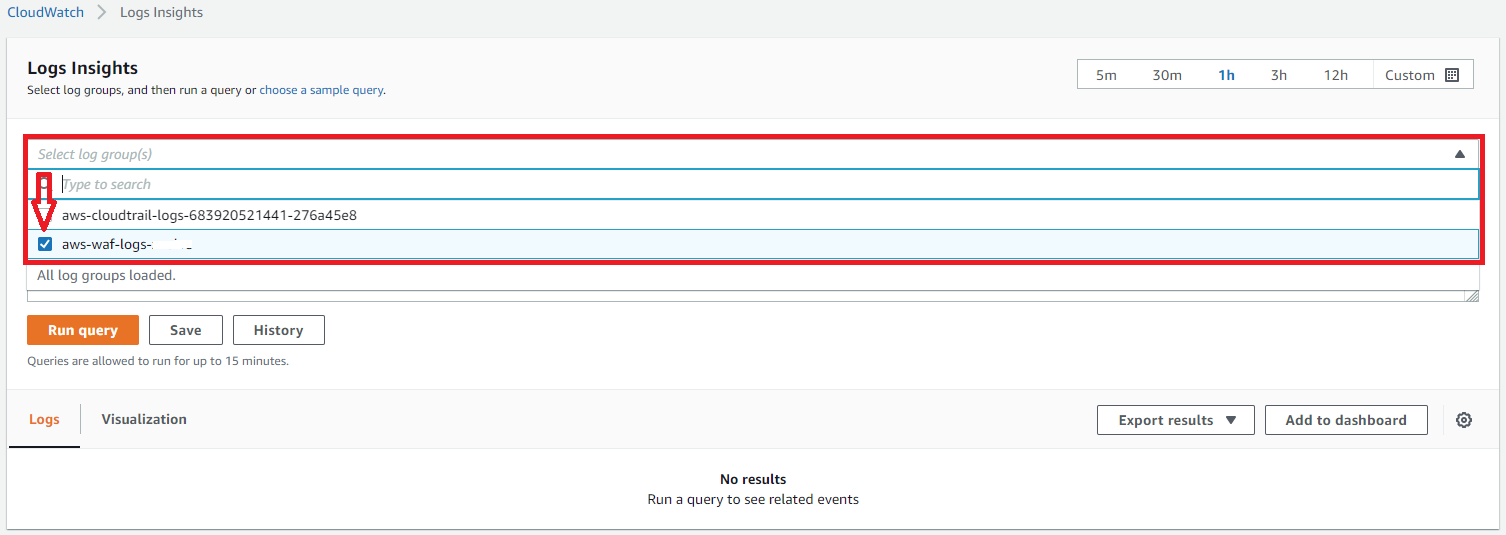 CloudWatch > Logs Insights
Logs Insights
Select log groups, and then run a query or choose a sample query.
5m 30m 1h 3h 12h Custom
Select log group(s)
Type to search
aws-cloudtrail-logs-683920521441-276a45e8
aws-waf-logs-
All log groups loaded.
Run query Save History
Queries are allowed to run for up to 15 minutes.
Logs Visualization Export results Add to dashboard
No results
Run a query to see related events